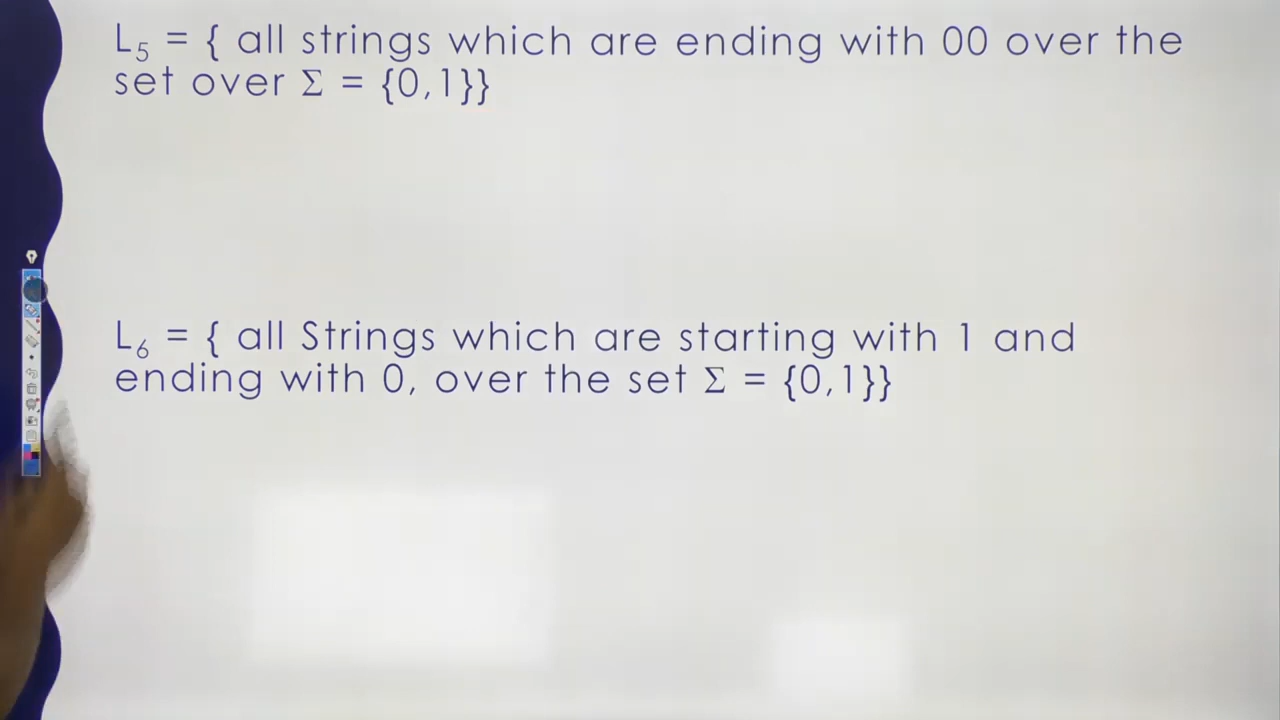 L₅ = { all strings which are ending with 00 over the
set over Σ = {0,1}}
L₆ = { all Strings which are starting with 1 and
ending with 0, over the set Σ = {0,1}}